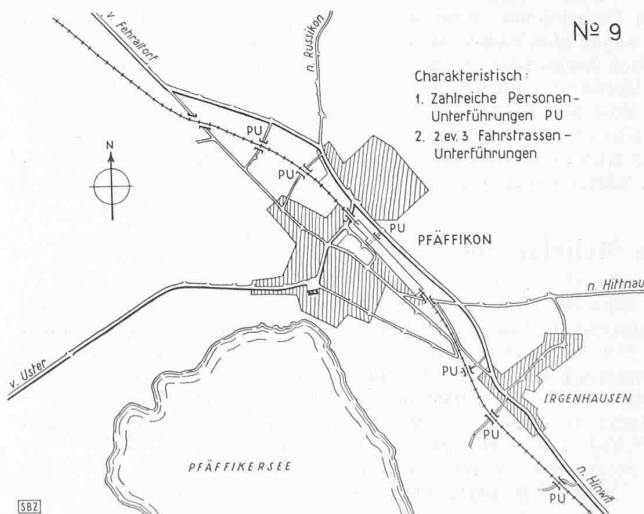 v. Fehraltorf
n. Russikon
Nº 9
Charakteristisch:
1. Zahlreiche Personen-
Unterführungen PU
2. 2 ev. 3 Fahrstrassen-
Unterführungen
N
PU
PU
PU
PFÄFFIKON
n. Hittnau
v. Uster
PU
IRGENHAUSEN
PU
PFÄFFIKERSEE
n. Hinwil
PU
SBZ